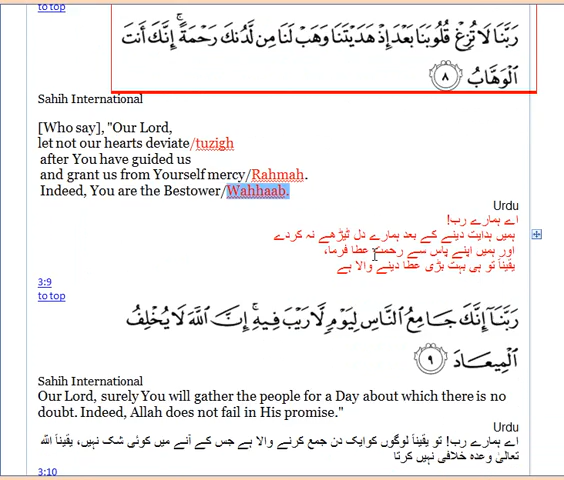 to top
رَبَّنَا لَا تُزِغْ قُلُوبَنَا بَعْدَ إِذْ هَدَيْتَنَا وَهَبْ لَنَا مِن لَّدُنكَ رَحْمَةً ۚ إِنَّكَ أَنتَ
الْوَهَّابُ ٨
Sahih International
[Who say], "Our Lord,
let not our hearts deviate/tuzigh
after You have guided us
and grant us from Yourself mercy/Rahmah.
Indeed, You are the Bestower/Wahhaab.
Urdu
اے ہمارے رب!
ہمیں ہدایت دینے کے بعد ہمارے دل ٹیڑھے نہ کردے
اور ہمیں اپنے پاس سے رحمت عطا فرما،
یقیناً تو ہی بہت بڑی عطا دینے والا ہے
3:9
to top
رَبَّنَا إِنَّكَ جَامِعُ النَّاسِ لِيَوْمٍ لَّا رَيْبَ فِيهِ ۚ إِنَّ اللَّهَ لَا يُخْلِفُ
الْمِيعَادَ ٩
Sahih International
Our Lord, surely You will gather the people for a Day about which there is no
doubt. Indeed, Allah does not fail in His promise."
Urdu
اے ہمارے رب! تو یقیناً لوگوں کوایک دن جمع کرنے والا ہے جس کے آنے میں کوئی شک نہیں، یقیناً اللہ
تعالیٰ وعده خلافی نہیں کرتا
3:10